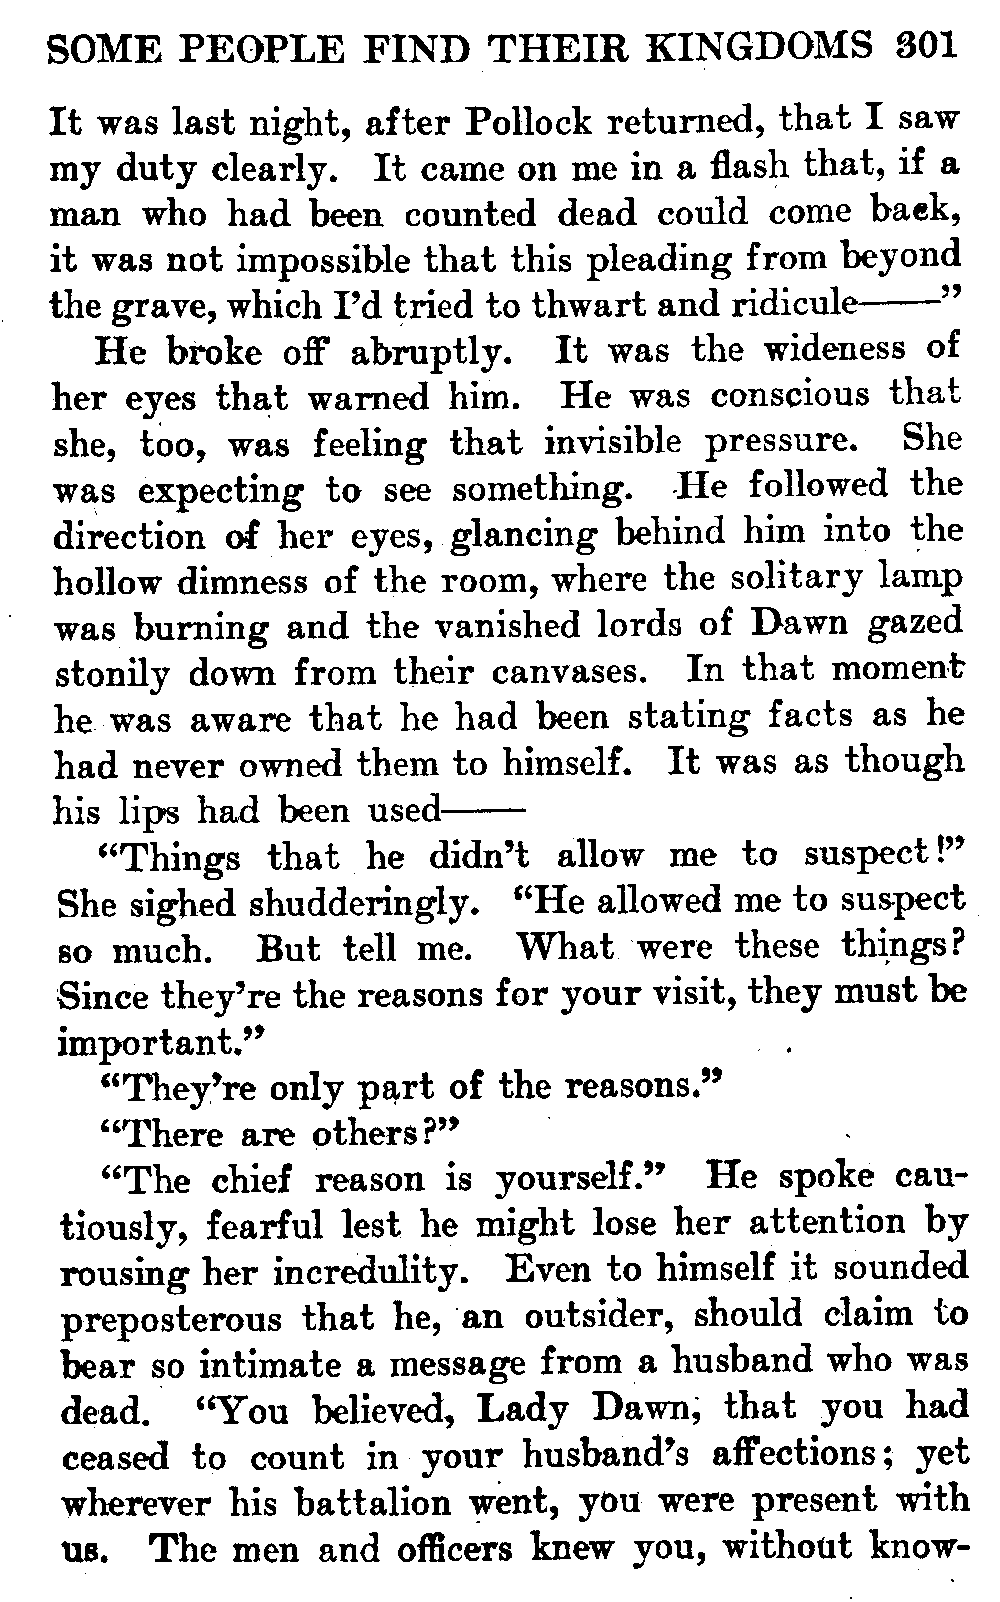 SOME PEOPLE FIND THEIR KINGDOMS 301
It was last night, after Pollock returned, that I saw
my duty clearly. It came on me in a flash that, if a
man who had been counted dead could come back,
it was not impossible that this pleading from beyond
the grave, which I'd tried to thwart and ridicule——"
He broke off abruptly. It was the wideness of
her eyes that warned him. He was conscious that
she, too, was feeling that invisible pressure. She
was expecting to see something. He followed the
direction of her eyes, glancing behind him into the
hollow dimness of the room, where the solitary lamp
was burning and the vanished lords of Dawn gazed
stonily down from their canvases. In that moment
he was aware that he had been stating facts as he
had never owned them to himself. It was as though
his lips had been used——
"Things that he didn't allow me to suspect!"
She sighed shudderingly. "He allowed me to suspect
so much. But tell me. What were these things?
Since they're the reasons for your visit, they must be
important."
"They're only part of the reasons."
"There are others?"
"The chief reason is yourself." He spoke cau-
tiously, fearful lest he might lose her attention by
rousing her incredulity. Even to himself it sounded
preposterous that he, an outsider, should claim to
bear so intimate a message from a husband who was
dead. "You believed, Lady Dawn, that you had
ceased to count in your husband's affections; yet
wherever his battalion went, you were present with
us. The men and officers knew you, without know-